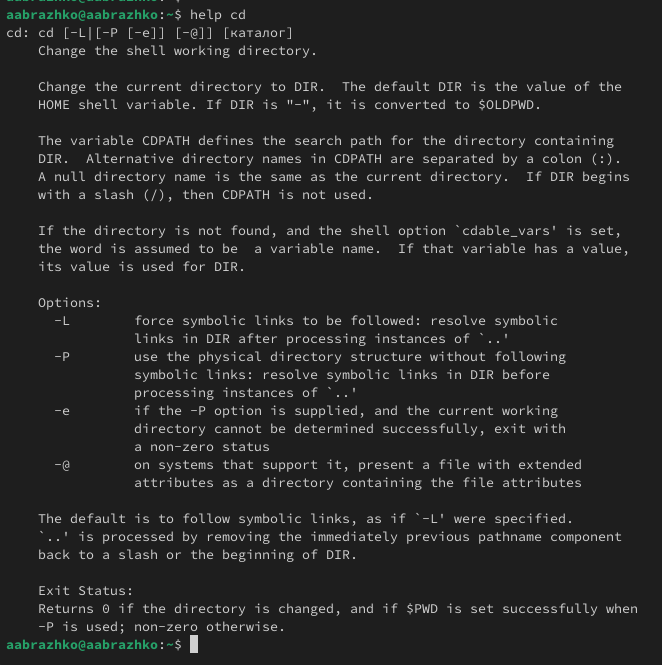 aabrazhko@aabrazhko:~$ help cd
cd: cd [-L|[-P [-e]] [-@]] [каталог]
    Change the shell working directory.

    Change the current directory to DIR.  The default DIR is the value of the
    HOME shell variable. If DIR is "-", it is converted to $OLDPWD.

    The variable CDPATH defines the search path for the directory containing
    DIR.  Alternative directory names in CDPATH are separated by a colon (:).
    A null directory name is the same as the current directory.  If DIR begins
    with a slash (/), then CDPATH is not used.

    If the directory is not found, and the shell option `cdable_vars' is set,
    the word is assumed to be  a variable name.  If that variable has a value,
    its value is used for DIR.

    Options:
      -L        force symbolic links to be followed: resolve symbolic
                links in DIR after processing instances of `..'
      -P        use the physical directory structure without following
                symbolic links: resolve symbolic links in DIR before
                processing instances of `..'
      -e        if the -P option is supplied, and the current working
                directory cannot be determined successfully, exit with
                a non-zero status
      -@        on systems that support it, present a file with extended
                attributes as a directory containing the file attributes

    The default is to follow symbolic links, as if `-L' were specified.
    `..' is processed by removing the immediately previous pathname component
    back to a slash or the beginning of DIR.

    Exit Status:
    Returns 0 if the directory is changed, and if $PWD is set successfully when
    -P is used; non-zero otherwise.
aabrazhko@aabrazhko:~$